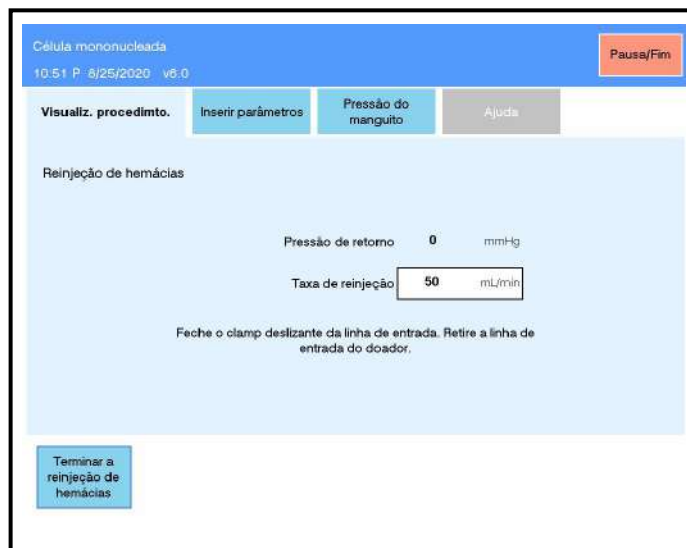 Célula mononucleada
10:51 P 8/25/2020 v6.0
Pausa/Fim
Visualiz. procedimto.
Inserir parâmetros
Pressão do
manguito
Ajuda
Reinjeção de hemácias
Pressão de retorno 0 mmHg
Taxa de reinjeção 50 mL/min
Feche o clamp deslizante da linha de entrada. Retire a linha de
entrada do doador.
Terminar a
reinjeção de
hemácias